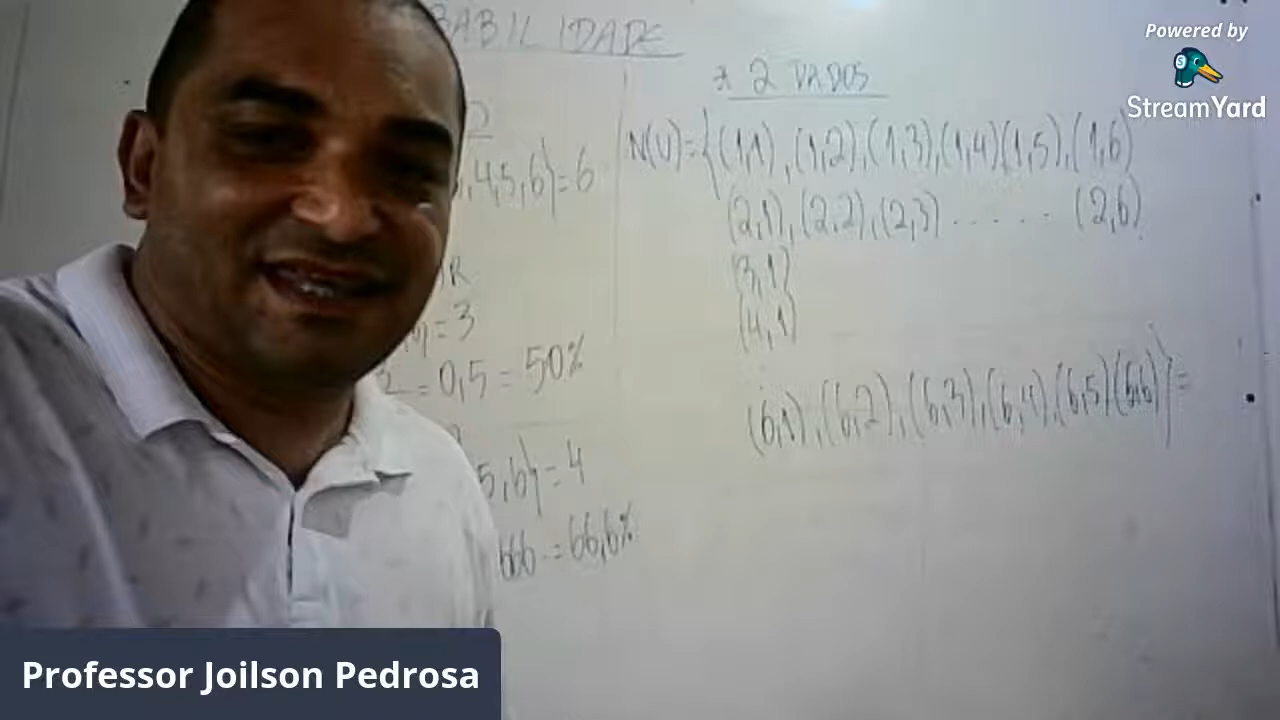 BABILIDADE
,4,5,6}=6
R
=3
=0,5=50%
5,6}=4
666=66,6%
* 2 DADOS
N(U)={(1,1),(1,2),(1,3),(1,4)(1,5),(1,6)
(2,1),(2,2),(2,3)......(2,6)
(3,1)
(4,1)
(6,1),(6,2),(6,3),(6,4),(6,5)(6,6)}=
Powered by
StreamYard
Professor Joilson Pedrosa